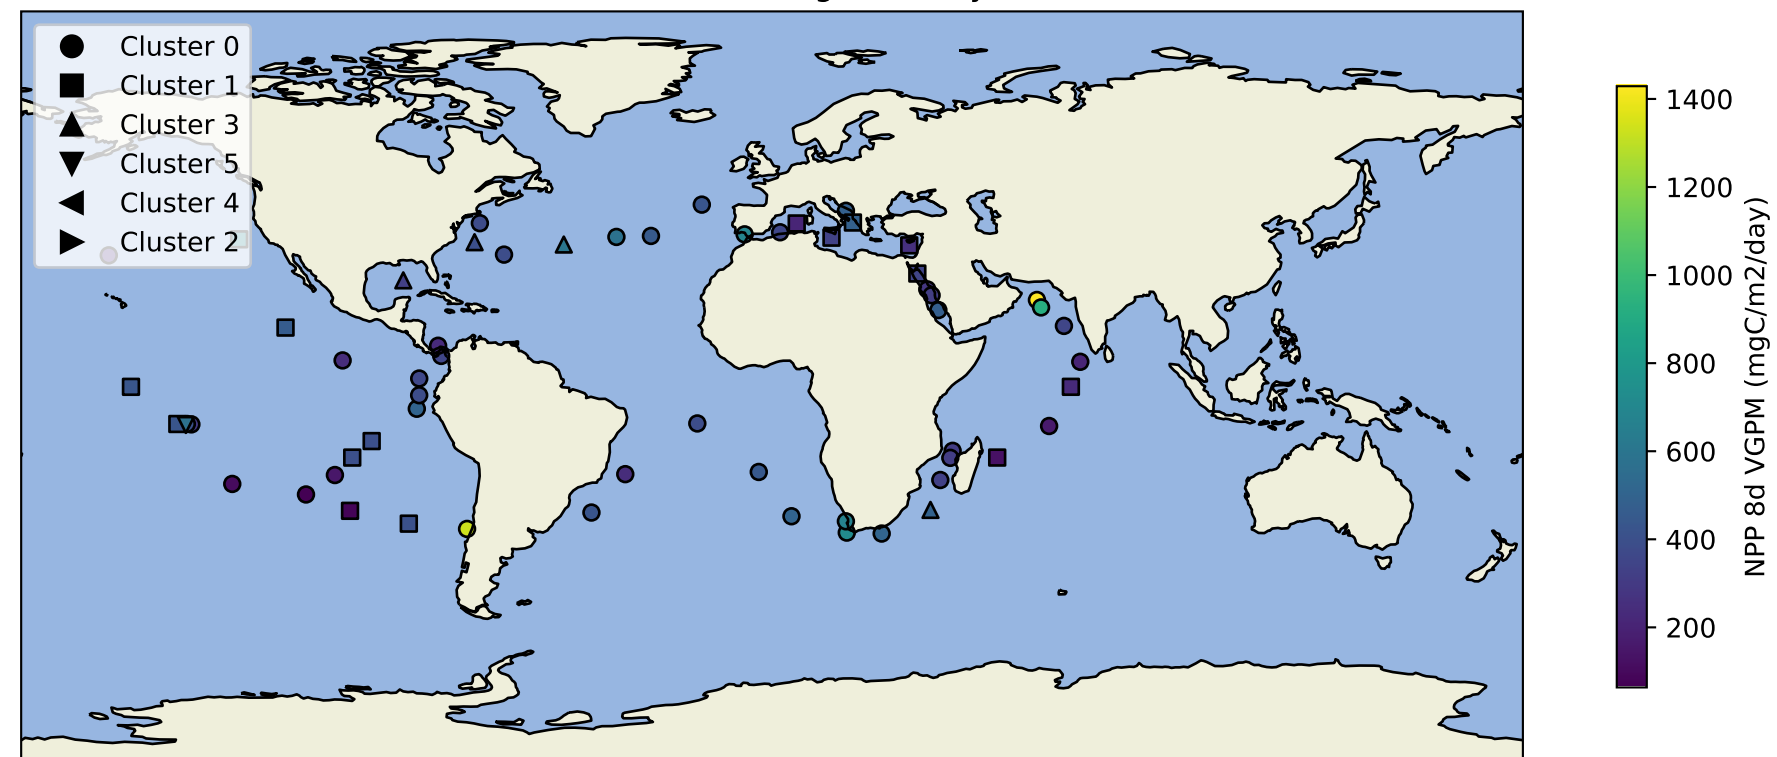 Cluster 0
Cluster 1
Cluster 3
Cluster 5
Cluster 4
Cluster 2
1400
1200
1000
800
600
400
200
NPP 8d VGPM (mgC/m2/day)